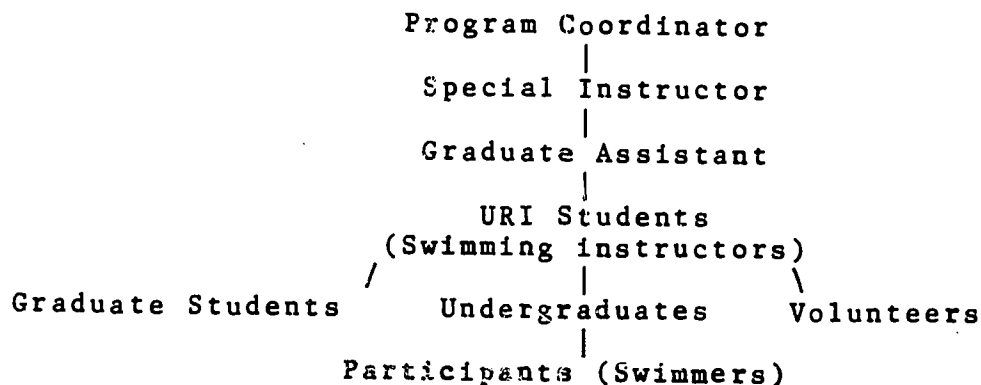 Program Coordinator
Special Instructor
Graduate Assistant
URI Students
(Swimming instructors)
Graduate Students Undergraduates Volunteers
Participants (Swimmers)